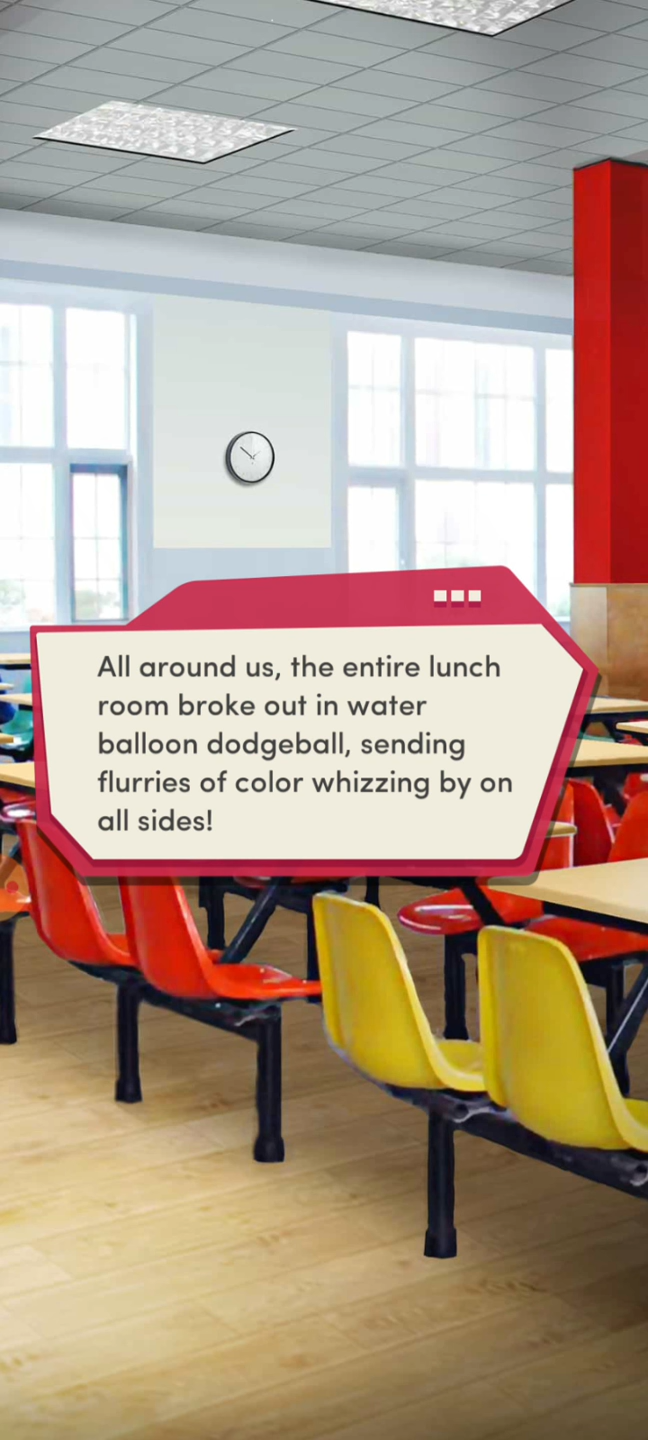 All around us, the entire lunch
room broke out in water
balloon dodgeball, sending
flurries of color whizzing by on
all sides!